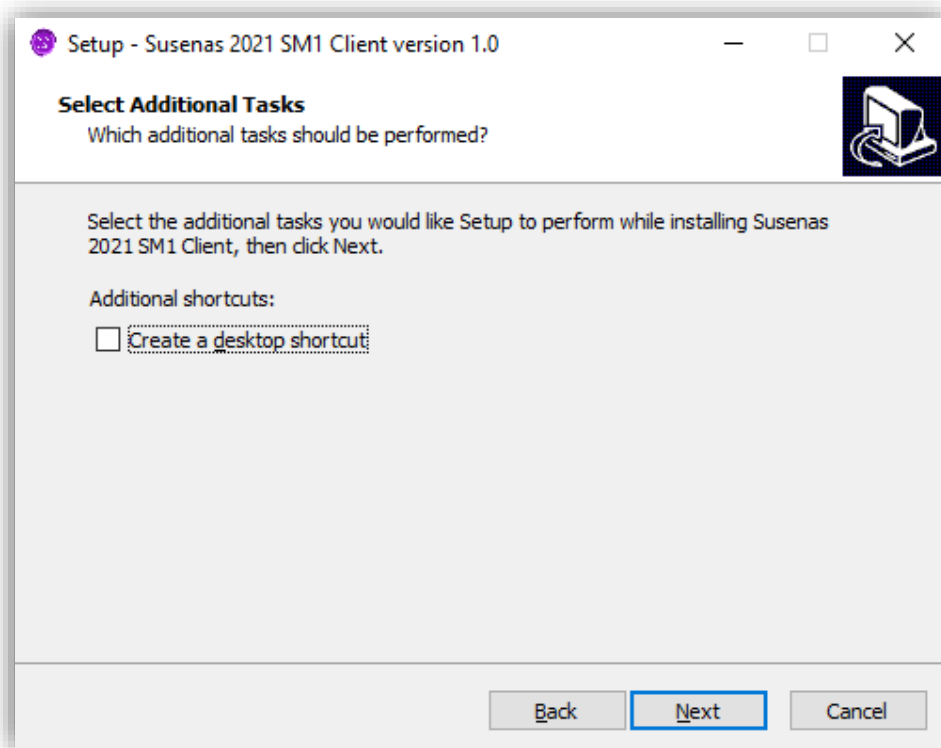 Setup - Susenas 2021 SM1 Client version 1.0
Select Additional Tasks
Which additional tasks should be performed?
Select the additional tasks you would like Setup to perform while installing Susenas
2021 SM1 Client, then click Next.
Additional shortcuts:
Create a desktop shortcut
Back Next Cancel